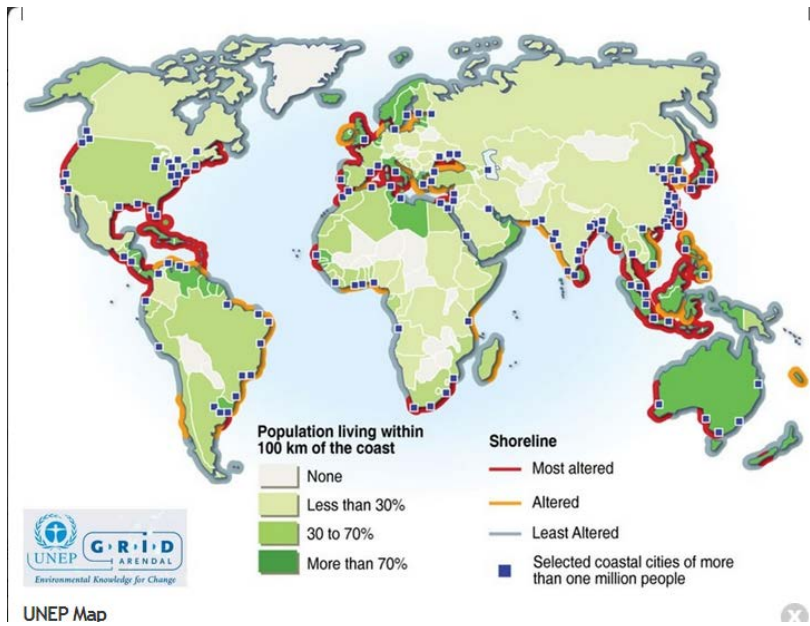 Population living within
100 km of the coast
None
Less than 30%
30 to 70%
More than 70%
Shoreline
Most altered
Altered
Least Altered
Selected coastal cities of more
than one million people
UNEP
G·R·I·D
ARENDAL
Environmental Knowledge for Change
UNEP Map